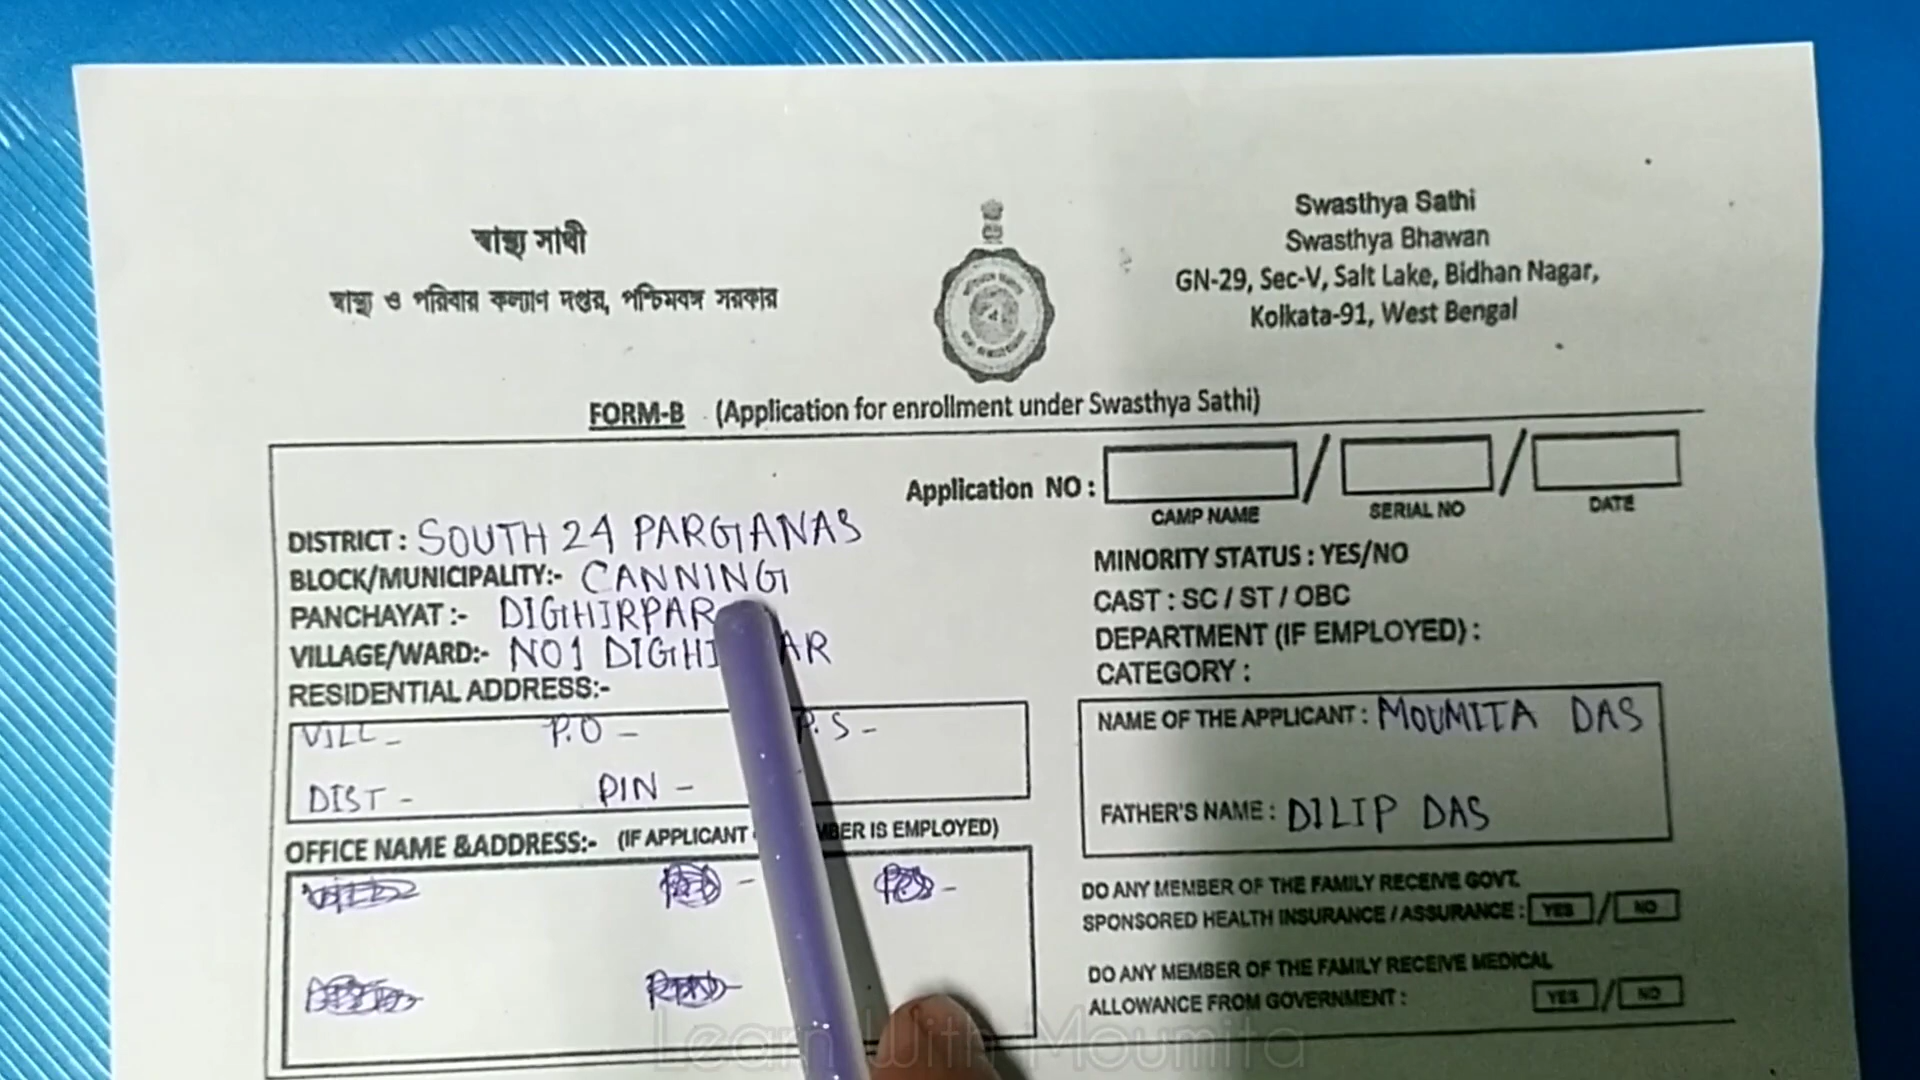 স্বাস্থ্য সাথী
স্বাস্থ্য ও পরিবার কল্যাণ দপ্তর, পশ্চিমবঙ্গ সরকার
Swasthya Sathi
Swasthya Bhawan
GN-29, Sec-V, Salt Lake, Bidhan Nagar,
Kolkata-91, West Bengal
FORM-B (Application for enrollment under Swasthya Sathi)
Application NO : / /
CAMP NAME SERIAL NO DATE
DISTRICT : SOUTH 24 PARGANAS
BLOCK/MUNICIPALITY:- CANNING
PANCHAYAT :- DIGHIRPAR
VILLAGE/WARD:- NO1
RESIDENTIAL ADDRESS:-
VILL - P.O - P.S -
DIST - PIN -
OFFICE NAME &ADDRESS:- (IF APPLICANT IS EMPLOYED)
MINORITY STATUS : YES/NO
CAST : SC / ST / OBC
DEPARTMENT (IF EMPLOYED) :
CATEGORY :
NAME OF THE APPLICANT : MOUMITA DAS
FATHER'S NAME : DILIP DAS
DO ANY MEMBER OF THE FAMILY RECEIVE GOVT.
SPONSORED HEALTH INSURANCE / ASSURANCE : YES / NO
DO ANY MEMBER OF THE FAMILY RECEIVE MEDICAL
ALLOWANCE FROM GOVERNMENT : YES / NO
Learn With Moumita